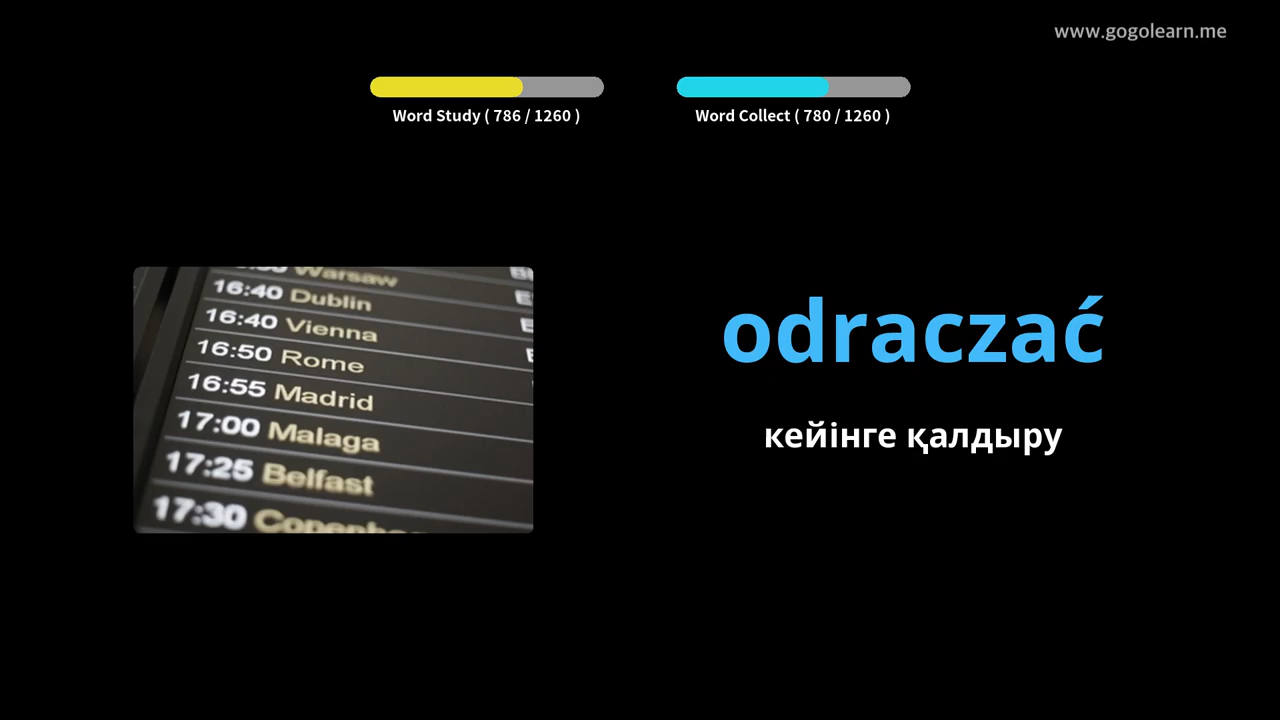 www.gogolearn.me
Word Study ( 786 / 1260 )
Word Collect ( 780 / 1260 )
Warsaw
16:40 Dublin
16:40 Vienna
16:50 Rome
16:55 Madrid
17:00 Malaga
17:25 Belfast
17:30
odraczać
кейінге қалдыру